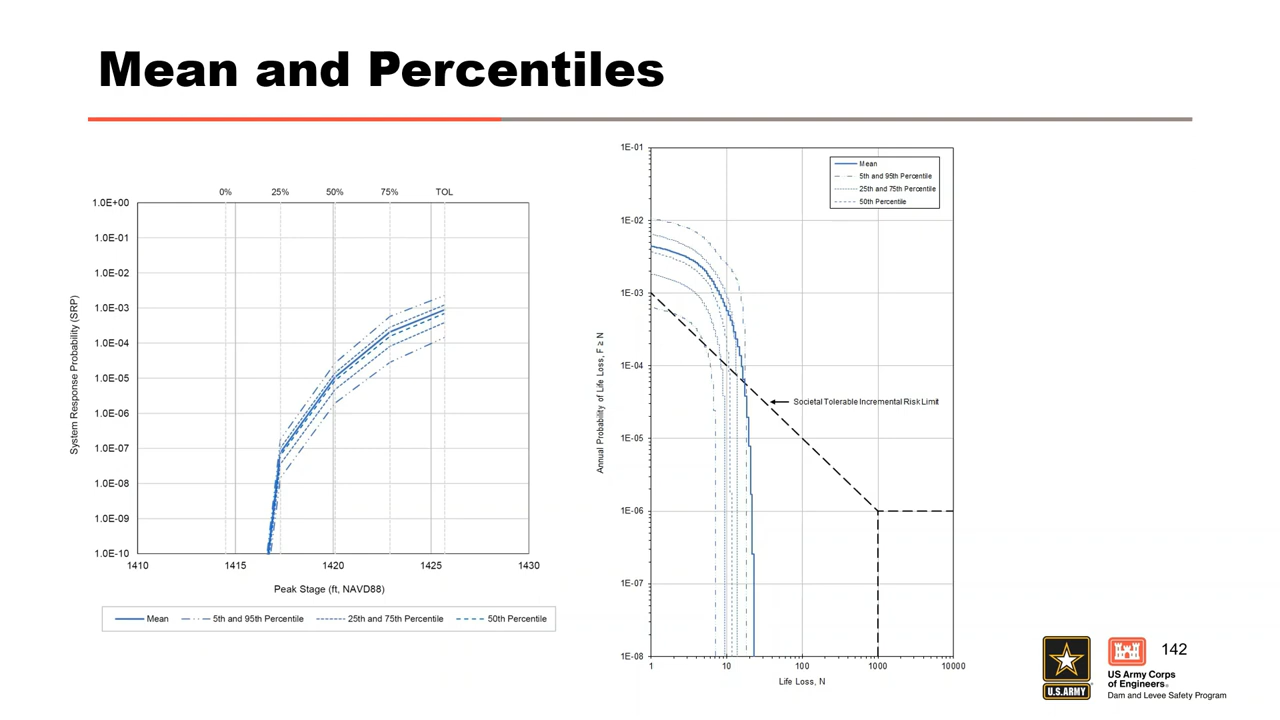 Mean and Percentiles
0% 25% 50% 75% TOL
1.0E+00
1.0E-01
1.0E-02
1.0E-03
1.0E-04
1.0E-05
1.0E-06
1.0E-07
1.0E-08
1.0E-09
1.0E-10
System Response Probability (SRP)
1410 1415 1420 1425 1430
Peak Stage (ft, NAVD88)
Mean 5th and 95th Percentile 25th and 75th Percentile 50th Percentile
1E-01
1E-02
1E-03
1E-04
1E-05
1E-06
1E-07
1E-08
Annual Probability of Life Loss, F ≥ N
Mean
5th and 95th Percentile
25th and 75th Percentile
50th Percentile
Societal Tolerable Incremental Risk Limit
1 10 100 1000 10000
Life Loss, N
U.S. ARMY
US Army Corps
of Engineers®
Dam and Levee Safety Program
142